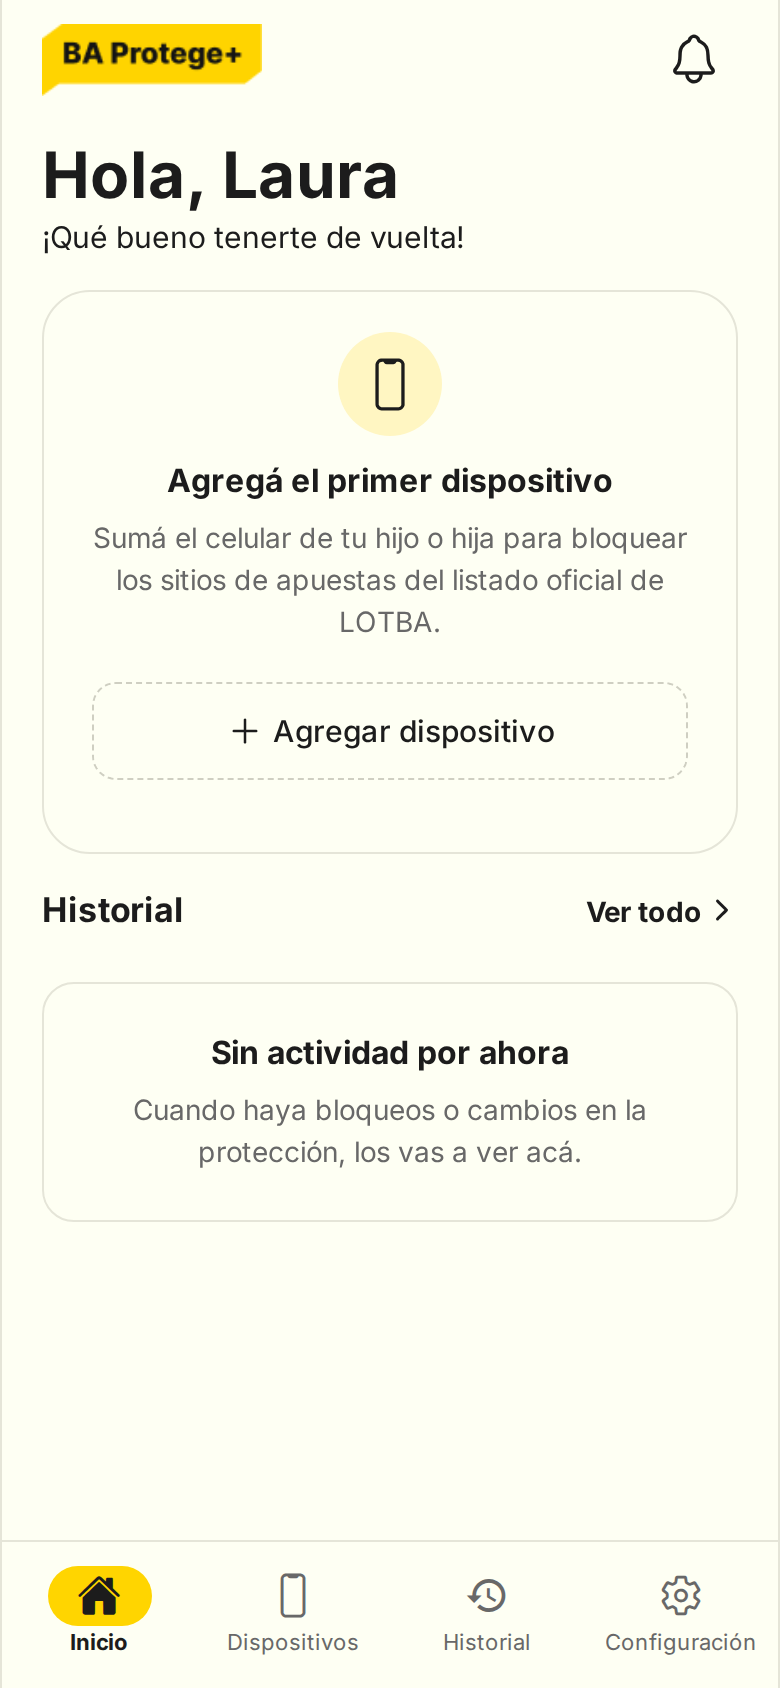 BA Protege+
Hola, Laura
¡Qué bueno tenerte de vuelta!
Agregá el primer dispositivo
Sumá el celular de tu hijo o hija para bloquear
los sitios de apuestas del listado oficial de
LOTBA.
+ Agregar dispositivo
Historial
Ver todo >
Sin actividad por ahora
Cuando haya bloqueos o cambios en la
protección, los vas a ver acá.
Inicio
Dispositivos
Historial
Configuración